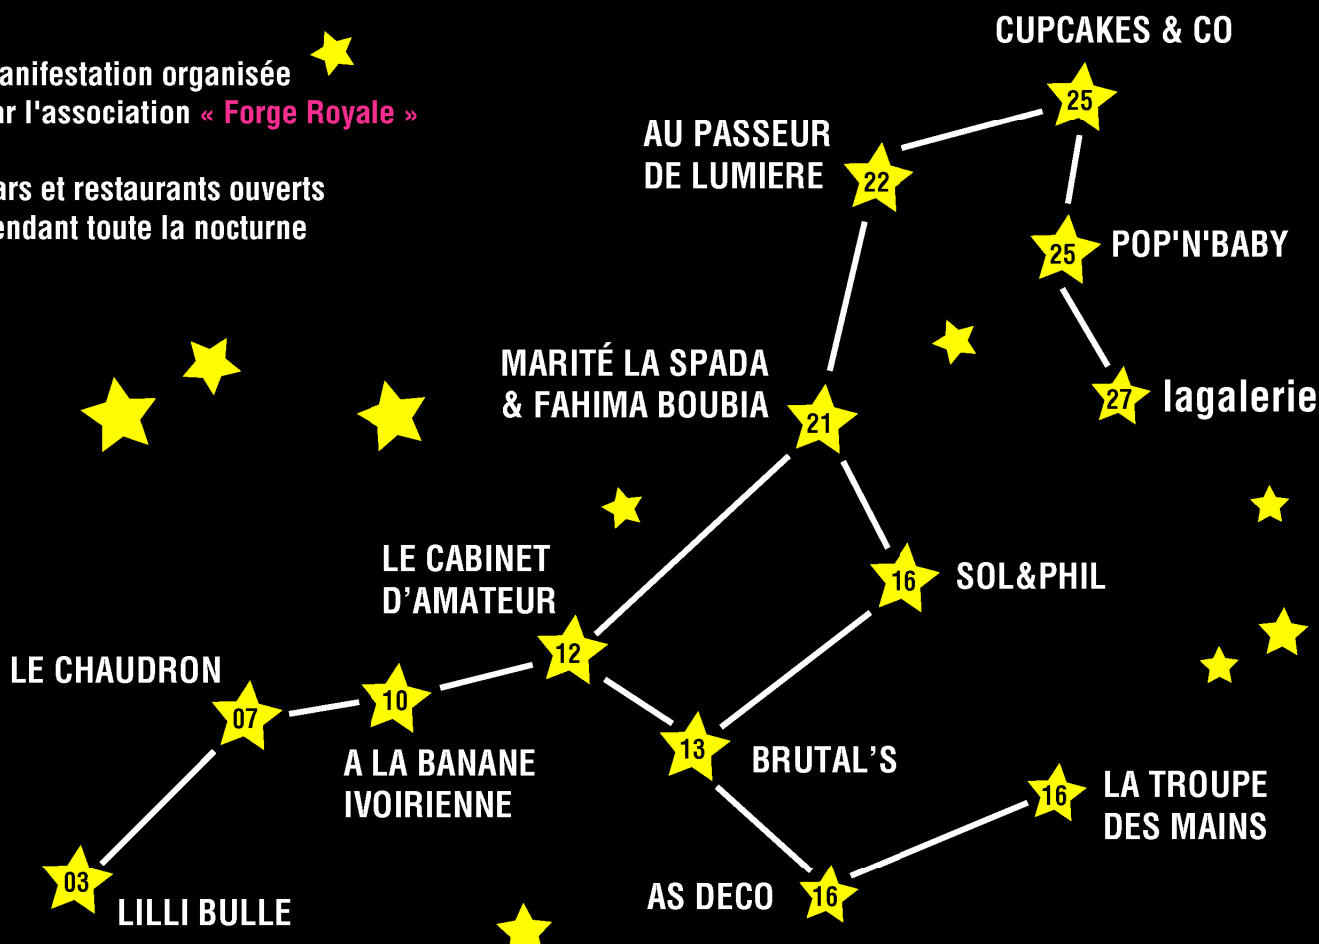 CUPCAKES & CO
anifestation organisée
ar l'association « Forge Royale »
ars et restaurants ouverts
endant toute la nocturne
25
AU PASSEUR
DE LUMIERE
22
25
POP'N'BABY
MARITÉ LA SPADA
& FAHIMA BOUBIA
21
27
lagalerie
LE CABINET
D’AMATEUR
12
16
SOL&PHIL
LE CHAUDRON
07
10
A LA BANANE
IVOIRIENNE
13
BRUTAL’S
16
LA TROUPE
DES MAINS
03
LILLI BULLE
AS DECO
16